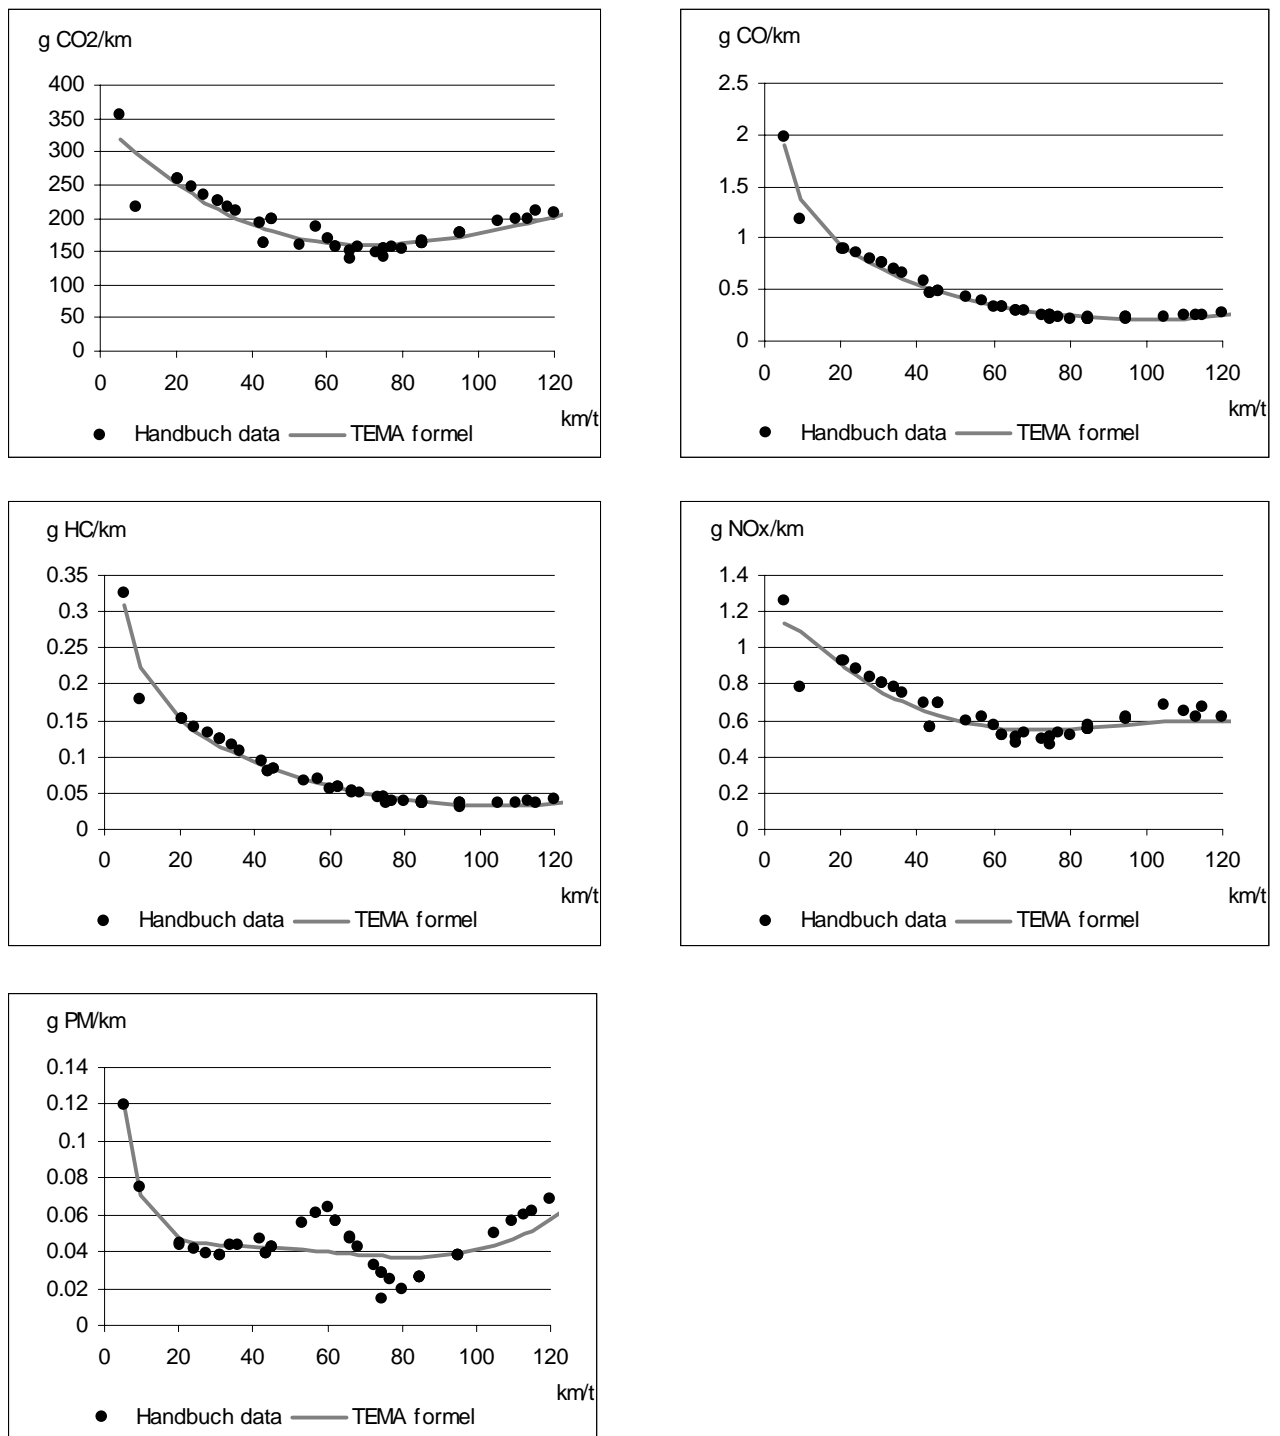 g CO2/km
400
350
300
250
200
150
100
50
0
0 20 40 60 80 100 120
km/t
Handbuch data TEMA formel
g CO/km
2.5
2
1.5
1
0.5
0
0 20 40 60 80 100 120
km/t
Handbuch data TEMA formel
g HC/km
0.35
0.3
0.25
0.2
0.15
0.1
0.05
0
0 20 40 60 80 100 120
km/t
Handbuch data TEMA formel
g NOx/km
1.4
1.2
1
0.8
0.6
0.4
0.2
0
0 20 40 60 80 100 120
km/t
Handbuch data TEMA formel
g PM/km
0.14
0.12
0.1
0.08
0.06
0.04
0.02
0
0 20 40 60 80 100 120
km/t
Handbuch data TEMA formel